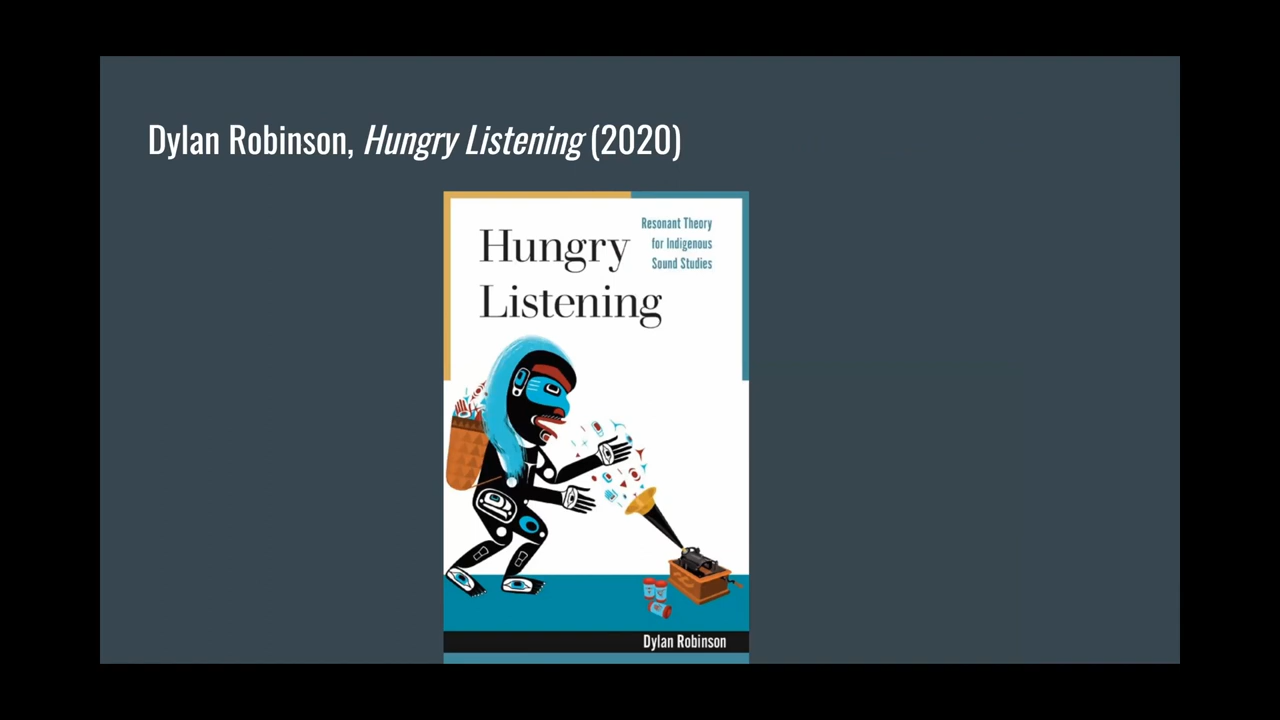 Dylan Robinson, Hungry Listening (2020)
Hungry
Listening
Resonant Theory
for Indigenous
Sound Studies
Dylan Robinson